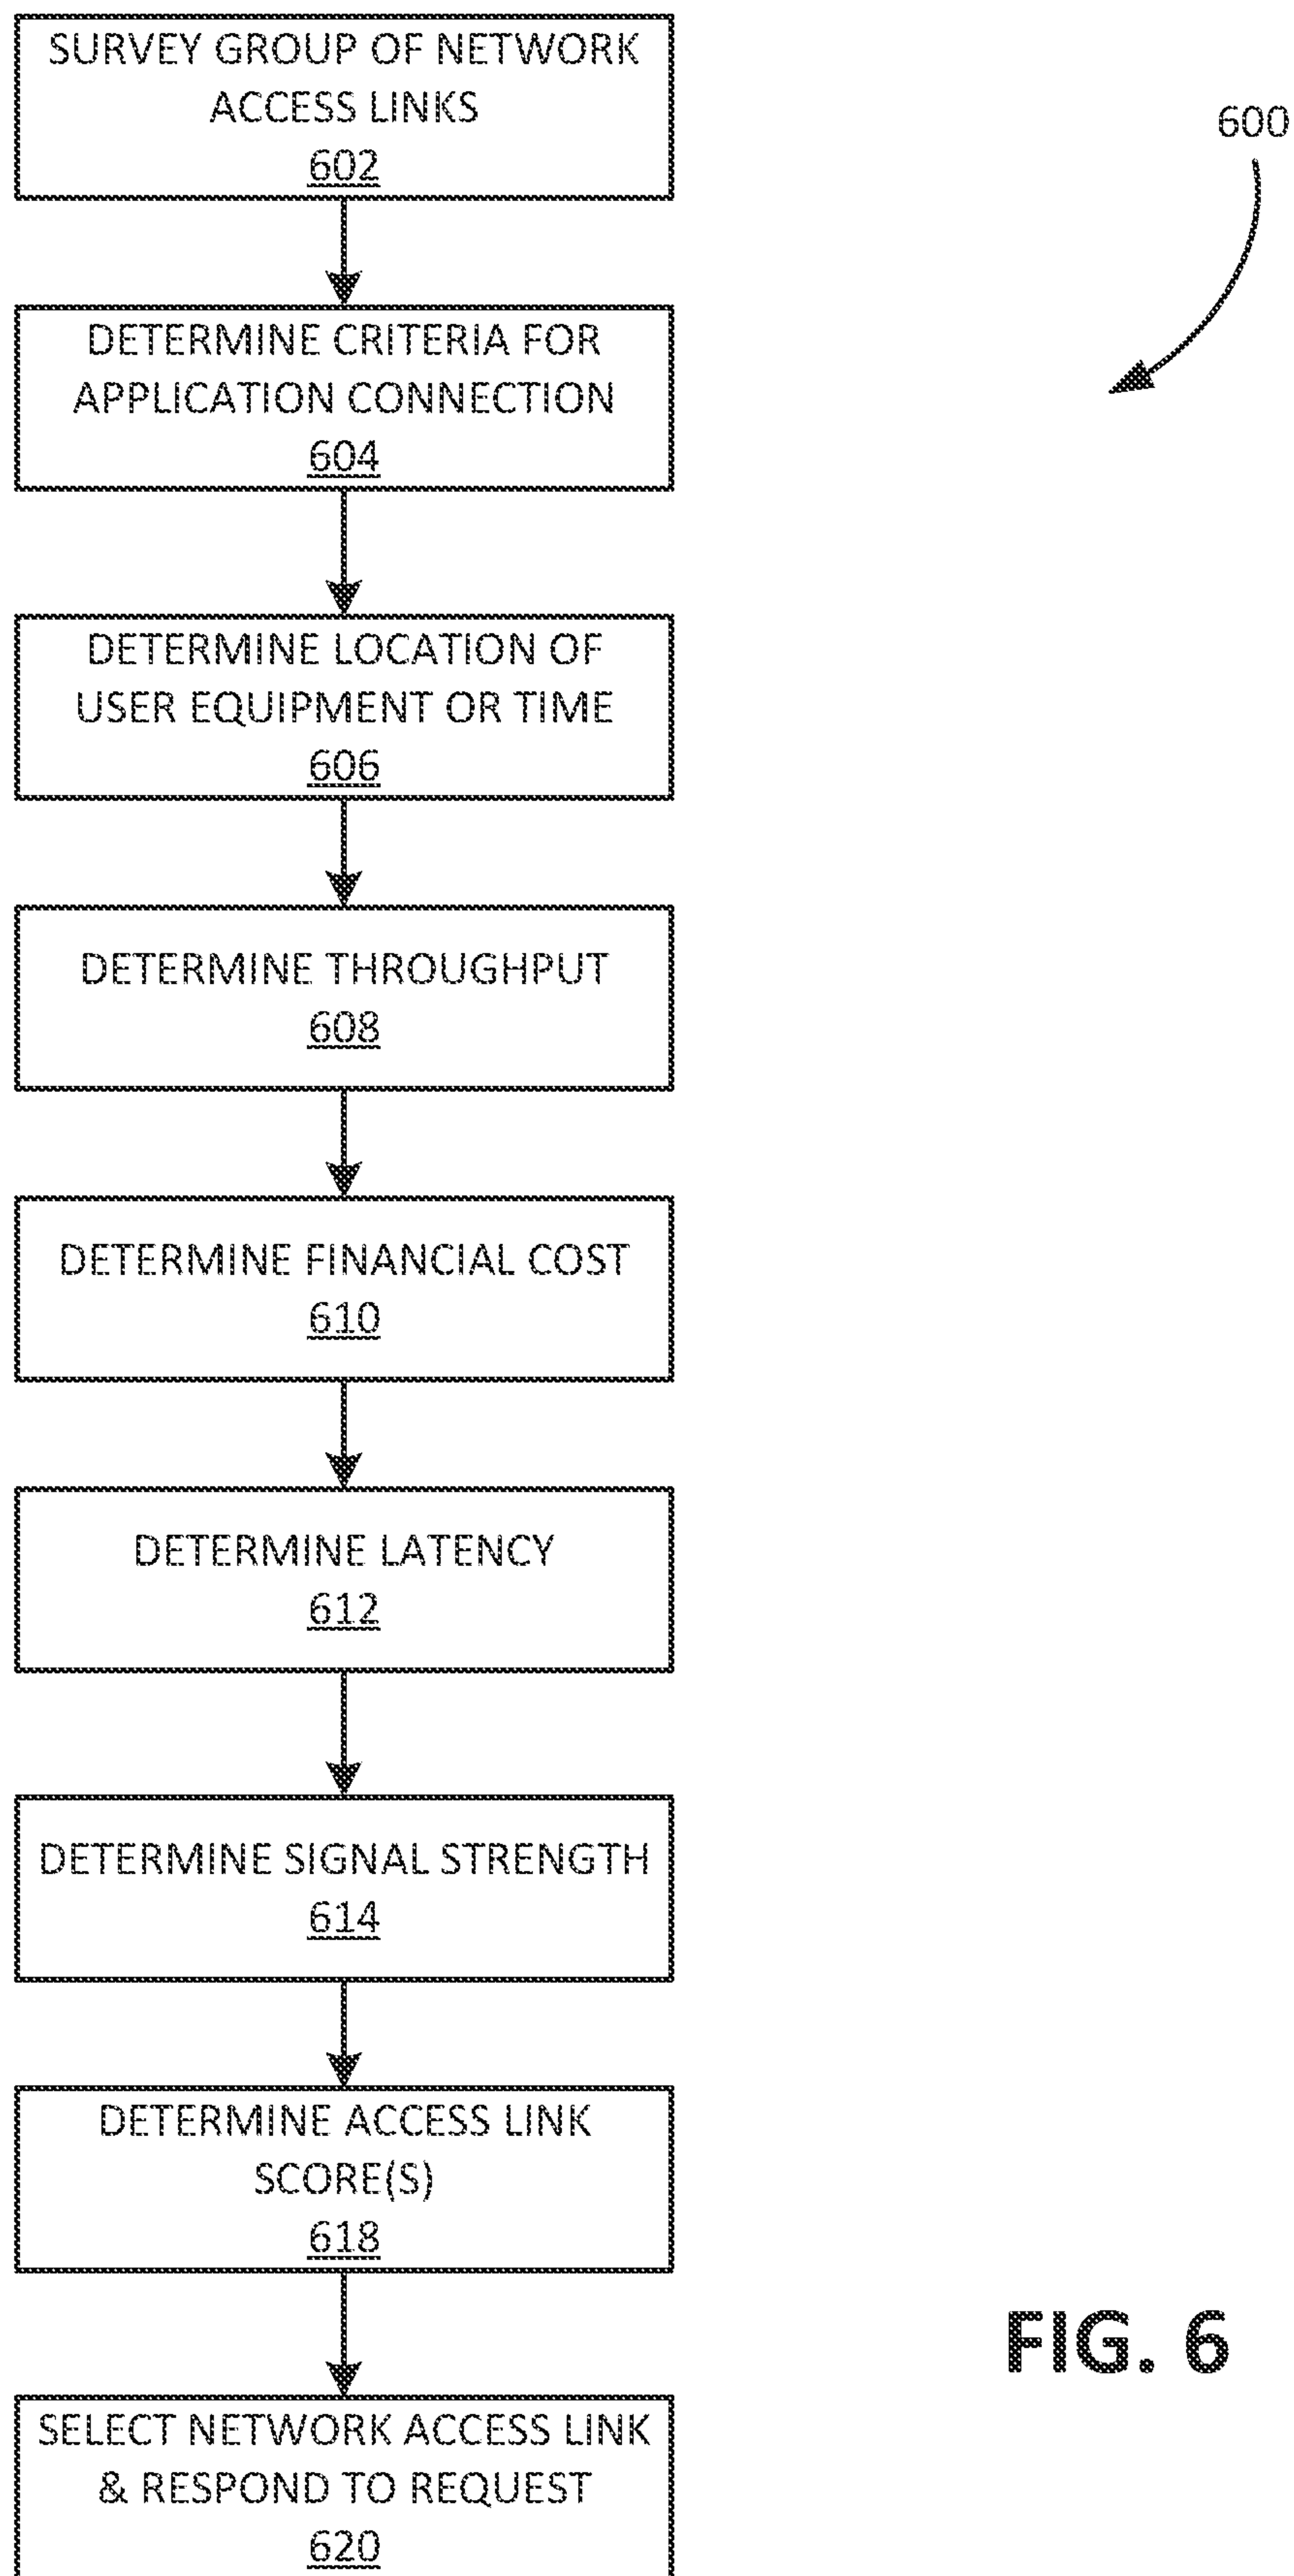 SURVEY GROUP OF NETWORK
ACCESS LINKS
602
600
DETERMINE CRITERIA FOR
APPLICATION CONNECTION
604
DETERMINE LOCATION OF
USER EQUIPMENT OR TIME
606
DETERMINE THROUGHPUT
608
DETERMINE FINANCIAL COST
610
DETERMINE LATENCY
612
DETERMINE SIGNAL STRENGTH
614
DETERMINE ACCESS LINK
SCORE(S)
618
FIG. 6
SELECT NETWORK ACCESS LINK
& RESPOND TO REQUEST
620